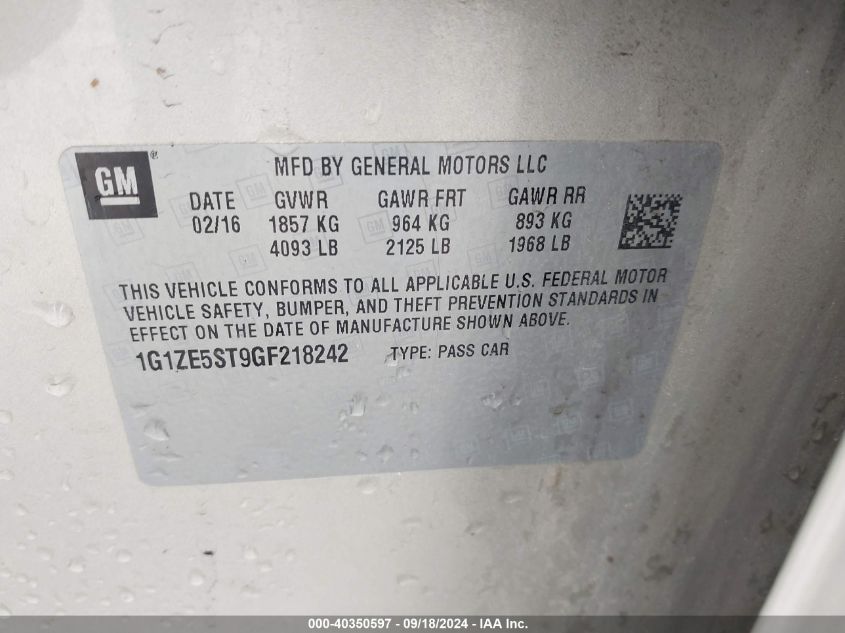 GM ® MFD BY GENERAL MOTORS LLC
DATE GVWR GAWR FRT GAWR RR
02/16 1857 KG 964 KG 893 KG
4093 LB 2125 LB 1968 LB
THIS VEHICLE CONFORMS TO ALL APPLICABLE U.S. FEDERAL MOTOR
VEHICLE SAFETY, BUMPER, AND THEFT PREVENTION STANDARDS IN
EFFECT ON THE DATE OF MANUFACTURE SHOWN ABOVE.
1G1ZE5ST9GF218242 TYPE: PASS CAR
000-40350597 - 09/18/2024 - IAA Inc.